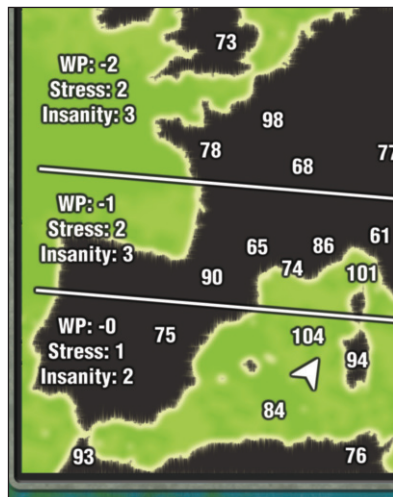 73
WP: -2
Stress: 2
Insanity: 3
98
78
68
77
WP: -1
Stress: 2
Insanity: 3
61
65
86
74
101
90
WP: -0
Stress: 1
Insanity: 2
75
104
94
84
93
76